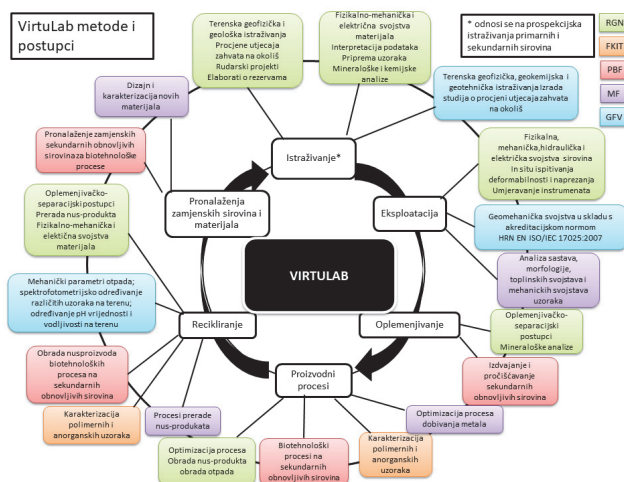 VirtuLab metode i
postupci
Terenska geofizička i
geološka istraživanja
Procjene utjecaja
zahvata na okoliš
Rudarski projekti
Elaborati o rezervama
Fizikalno-mehanička i
električna svojstva
materijala
Interpretacija podataka
Priprema uzoraka
Mineraloške i kemijske
analize
* odnosi se na prospekcijska
istraživanja primarnih i
sekundarnih sirovina
RGN
FKIT
PBF
MF
GFV
Terenska geofizička, geokemijska i
geotehnička istraživanja Izrada
studija o procjeni utjecaja zahvata
na okoliš
Dizajn i
karakterizacija novih
materijala
Pronalaženje zamjenskih
sekundarnih obnovljivih
sirovina za biotehnološke
procese
Oplemenjivačko-
separacijski postupci
Prerada nus-produkta
Fizikalno-mehanička i
elektična svojstva
materijala
Mehanički parametri otpada;
spektrofotometrijsko određivanje
različitih uzoraka na terenu;
određivanje pH vrijednosti i
vodljivosti na terenu
Obrada nusproizvoda
biotehnoloških
procesa na
sekundarnih
obnovljivih sirovina
Karakterizacija
polimernih i
anorganskih uzoraka
Procesi prerade
nus-produkata
Optimizacija procesa
Obrada nus-produkta
obrada otpada
Biotehnološki
procesi na
sekundarnih
obnovljivih sirovina
Karakterizacija
polimernih i
anorganskih
uzoraka
Optimizacija procesa
dobivanja metala
Izdvajanje i
pročišćavanje
sekundarnih
obnovljivih sirovina
Oplemenjivačko-
separacijski
postupci
Mineraloške analize
Analiza sastava,
morfologije,
toplinskih svojstava i
mehanickih svojstava
uzoraka
Geomehanička svojstva u skladu s
akreditacijskom normom
HRN EN ISO/IEC 17025:2007
Fizikalna,
mehanička,hidraulička i
električka svojstva sirovina
In situ ispitivanja
deformabilnosti i naprezanja
Umjeravanje instrumenata
Istraživanje*
Eksploatacija
Oplemenjivanje
Proizvodni
procesi
Recikliranje
Pronalaženja
zamjenskih sirovina i
materijala
VIRTULAB